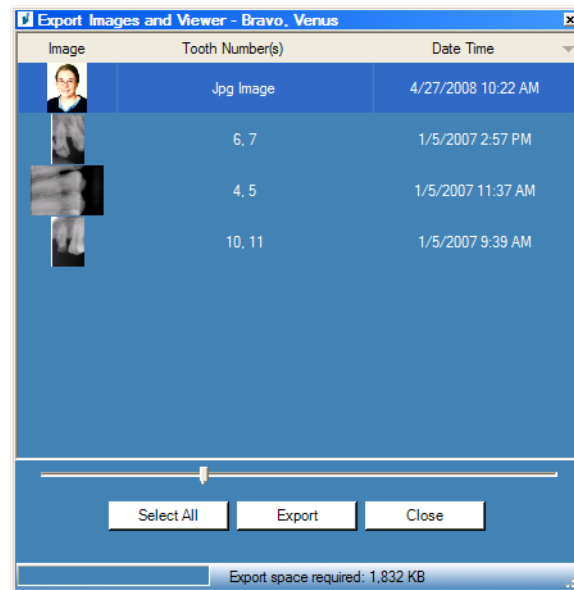 Export Images and Viewer - Bravo, Venus
Image Tooth Number(s) Date Time
Jpg Image 4/27/2008 10:22 AM
6, 7 1/5/2007 2:57 PM
4, 5 1/5/2007 11:37 AM
10, 11 1/5/2007 9:39 AM
Select All Export Close
Export space required: 1,832 KB